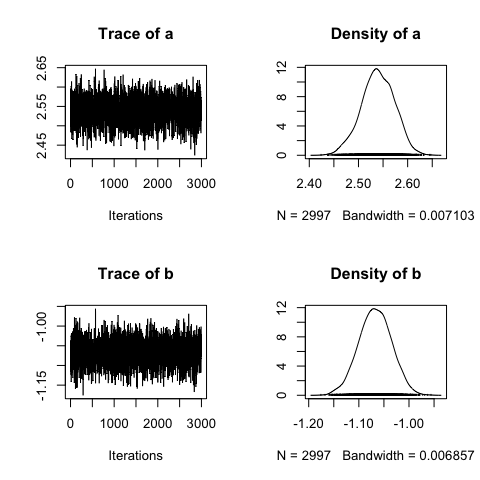 Trace of a
2.65
2.55
2.45
0 1000 2000 3000
Iterations
Density of a
12
8
4
0
2.40 2.50 2.60
N = 2997 Bandwidth = 0.007103
Trace of b
-1.00
-1.15
0 1000 2000 3000
Iterations
Density of b
12
8
4
0
-1.20 -1.10 -1.00
N = 2997 Bandwidth = 0.006857